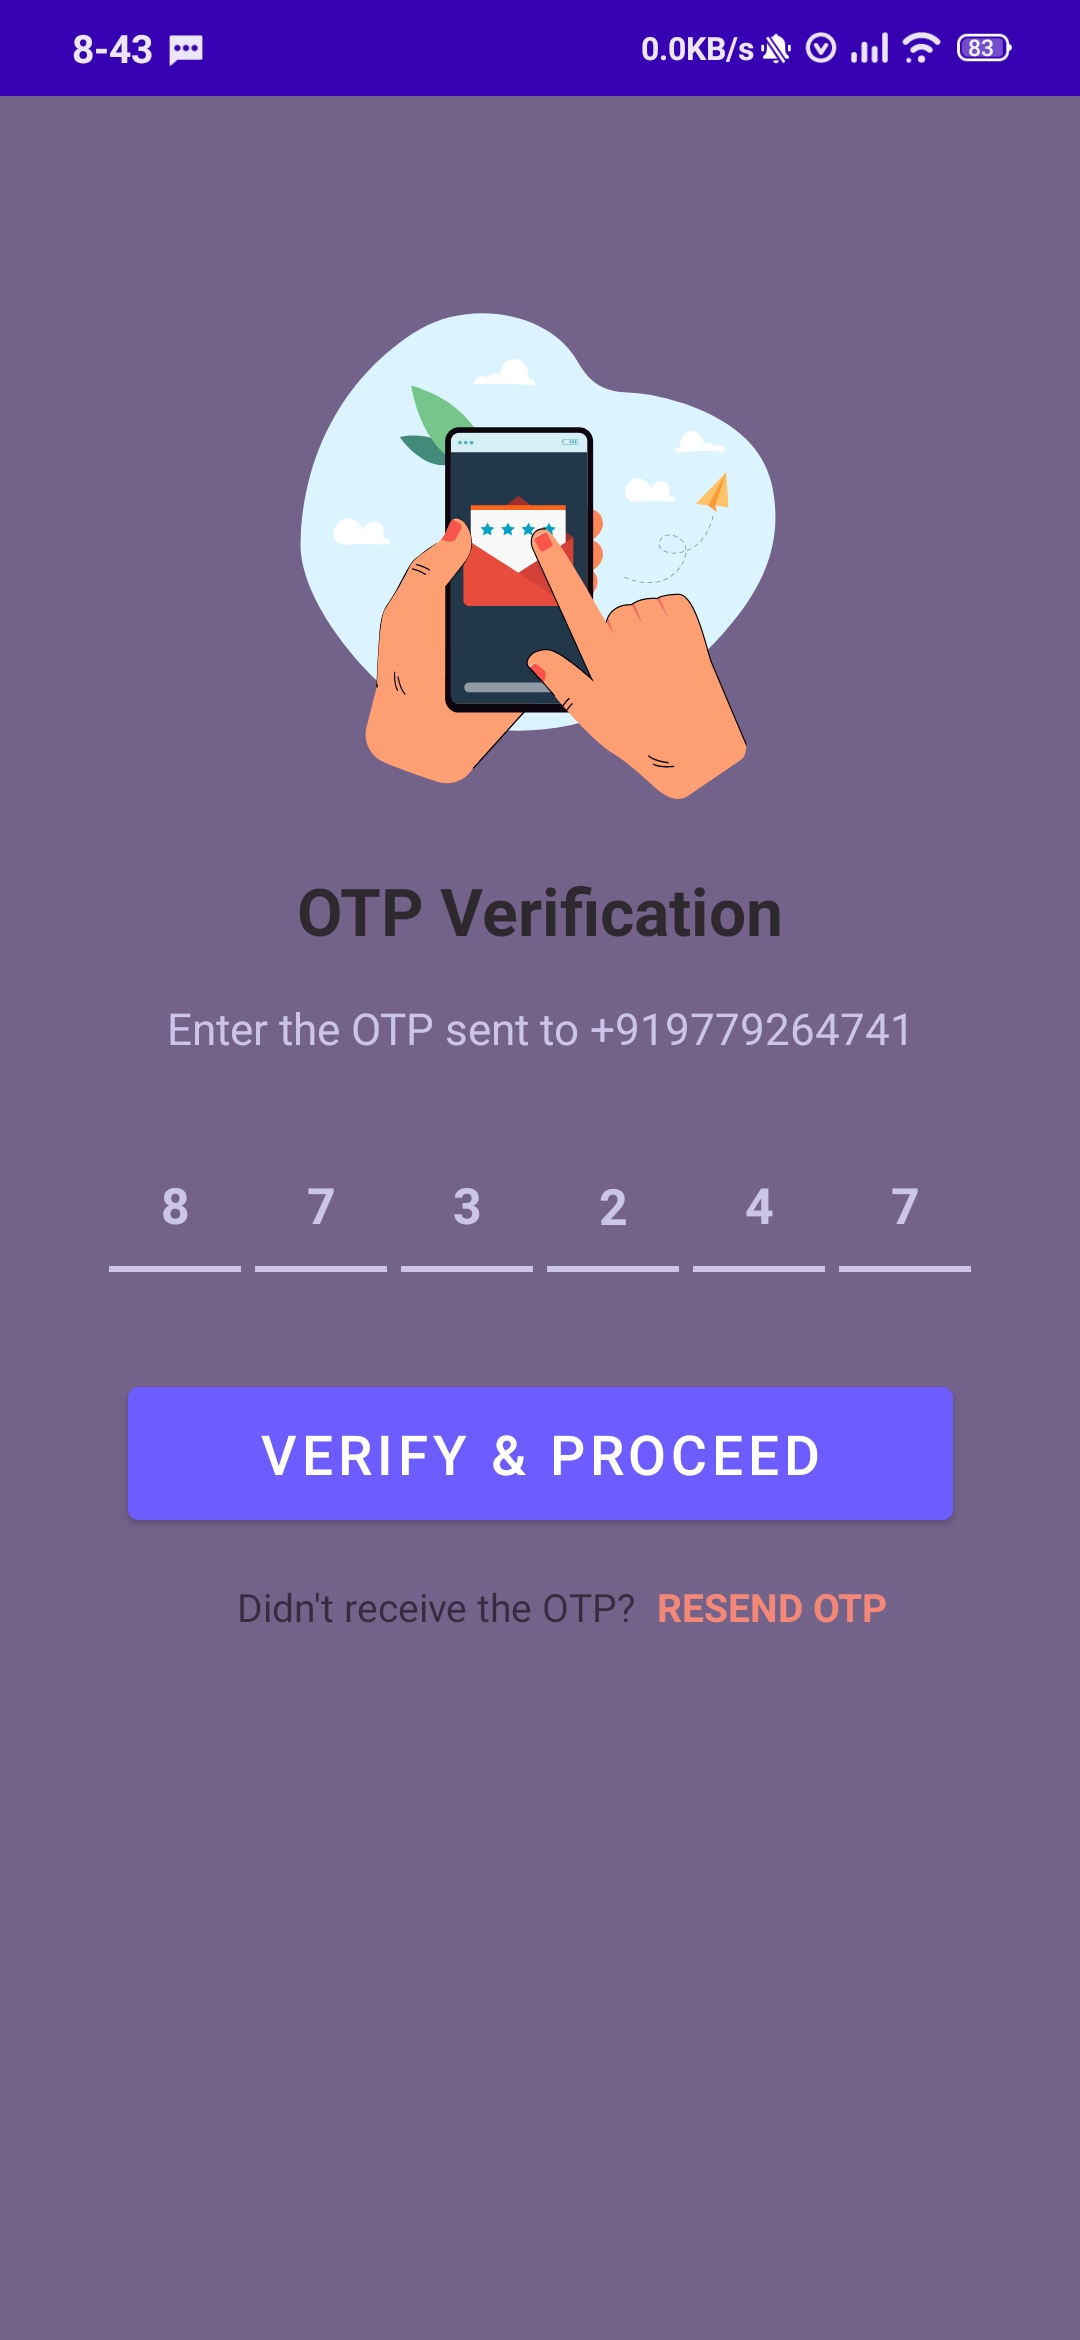 8-43 0.0KB/s 83
OTP Verification
Enter the OTP sent to +919779264741
8 7 3 2 4 7
VERIFY & PROCEED
Didn't receive the OTP? RESEND OTP